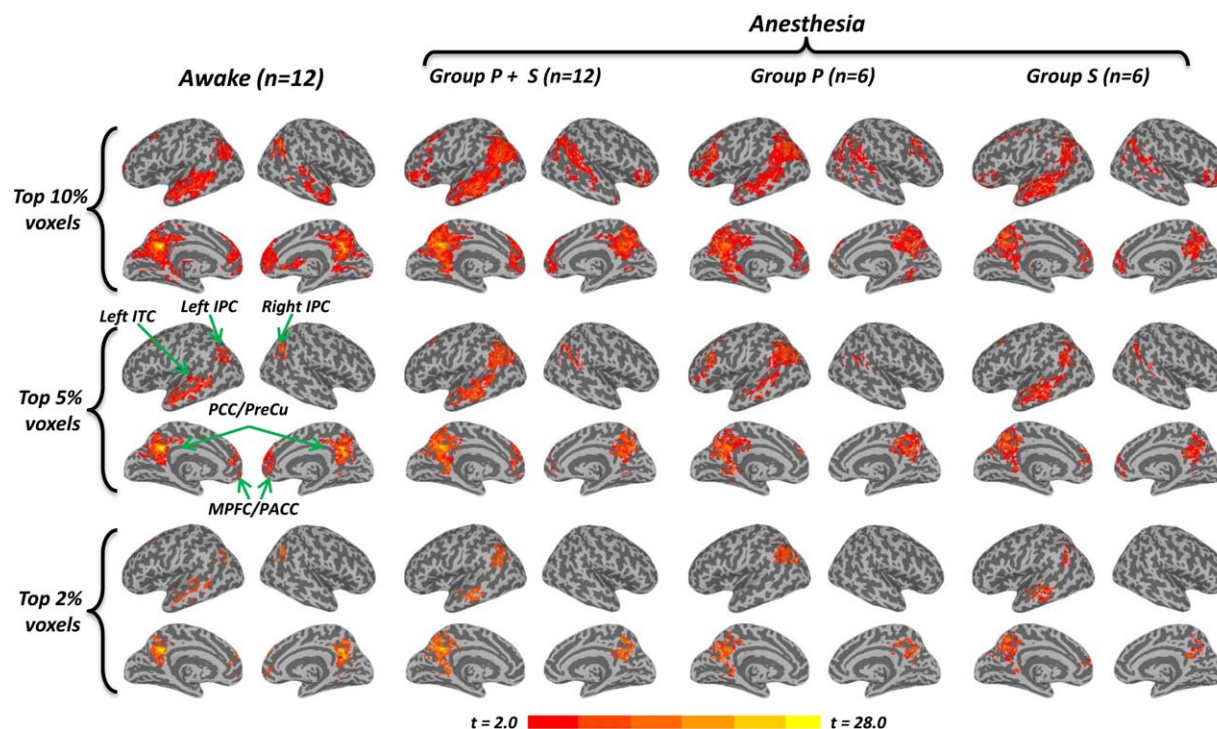 Anesthesia
Awake (n=12)
Group P + S (n=12)
Group P (n=6)
Group S (n=6)
Top 10%
voxels
Left ITC
Left IPC
Right IPC
Top 5%
voxels
PCC/PreCu
MPFC/PACC
Top 2%
voxels
t = 2.0
t = 28.0